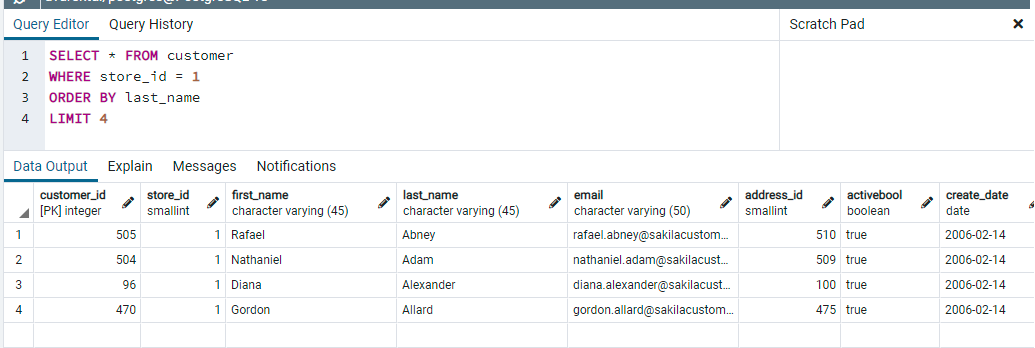 Query Editor Query History Scratch Pad
1 SELECT * FROM customer
2 WHERE store_id = 1
3 ORDER BY last_name
4 LIMIT 4
Data Output Explain Messages Notifications
customer_id store_id first_name last_name email address_id activebool create_date
[PK] integer smallint character varying (45) character varying (45) character varying (50) smallint boolean date
1 505 1 Rafael Abney rafael.abney@sakilacustom... 510 true 2006-02-14
2 504 1 Nathaniel Adam nathaniel.adam@sakilacust... 509 true 2006-02-14
3 96 1 Diana Alexander diana.alexander@sakilacust... 100 true 2006-02-14
4 470 1 Gordon Allard gordon.allard@sakilacustom... 475 true 2006-02-14